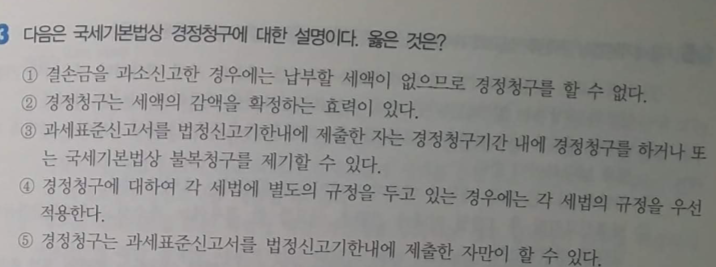 3 다음은 국세기본법상 경정청구에 대한 설명이다. 옳은 것은?
① 결손금을 과소신고한 경우에는 납부할 세액이 없으므로 경정청구를 할 수 없다.
② 경정청구는 세액의 감액을 확정하는 효력이 있다.
③ 과세표준신고서를 법정신고기한내에 제출한 자는 경정청구기간 내에 경정청구를 하거나 또
는 국세기본법상 불복청구를 제기할 수 있다.
④ 경정청구에 대하여 각 세법에 별도의 규정을 두고 있는 경우에는 각 세법의 규정을 우선
적용한다.
⑤ 경정청구는 과세표준신고서를 법정신고기한내에 제출한 자만이 할 수 있다.